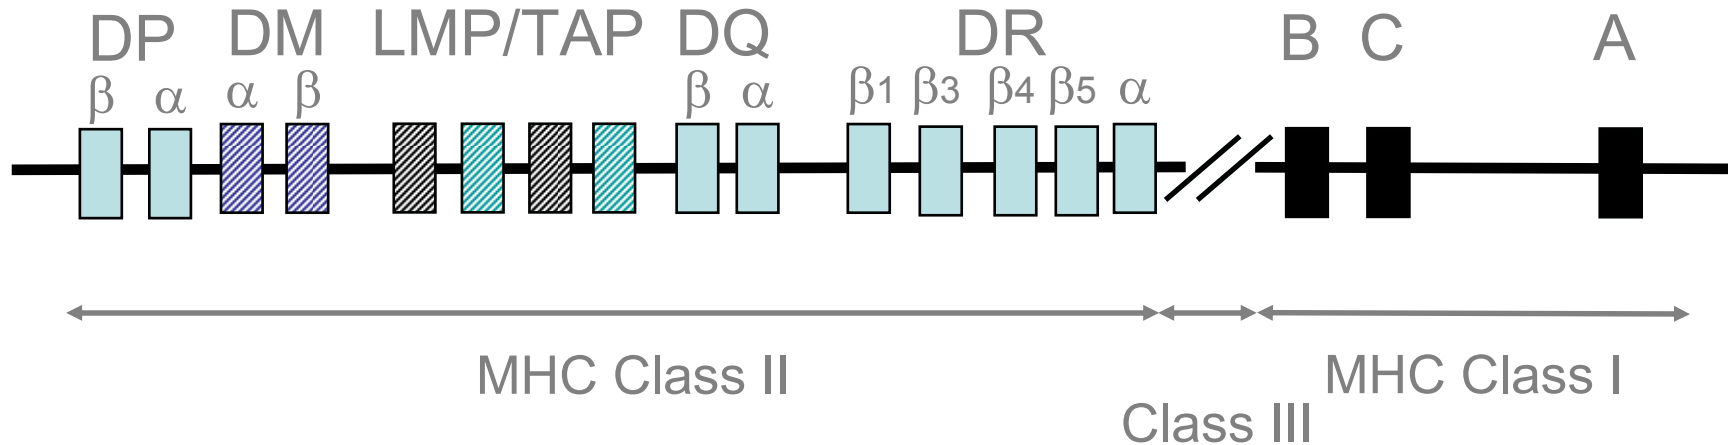 DP DM LMP/TAP DQ DR B C A
β α α β β α β1 β3 β4 β5 α
MHC Class II MHC Class I
Class III